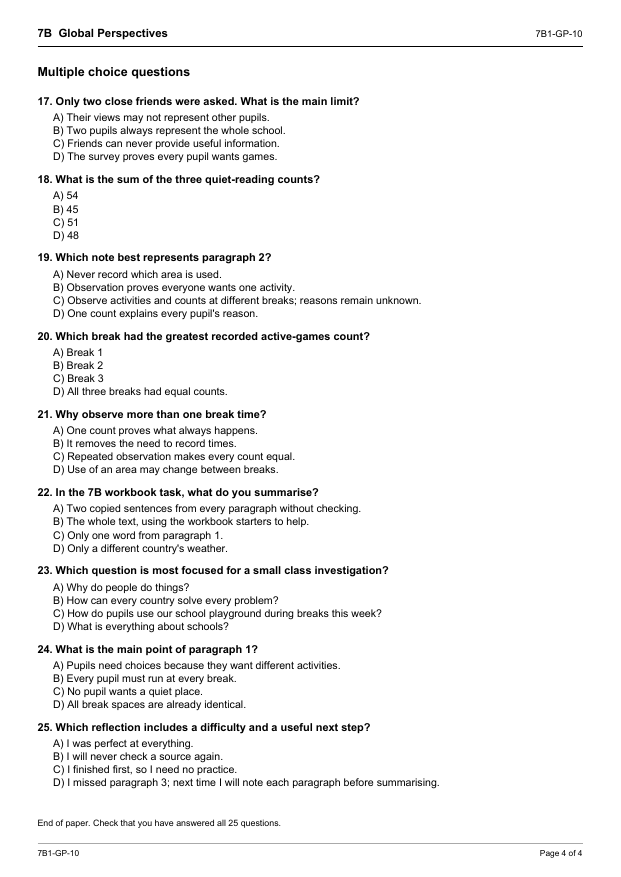 7B Global Perspectives
7B1-GP-10
Multiple choice questions
17. Only two close friends were asked. What is the main limit?
A) Their views may not represent other pupils.
B) Two pupils always represent the whole school.
C) Friends can never provide useful information.
D) The survey proves every pupil wants games.
18. What is the sum of the three quiet-reading counts?
A) 54
B) 45
C) 51
D) 48
19. Which note best represents paragraph 2?
A) Never record which area is used.
B) Observation proves everyone wants one activity.
C) Observe activities and counts at different breaks; reasons remain unknown.
D) One count explains every pupil's reason.
20. Which break had the greatest recorded active-games count?
A) Break 1
B) Break 2
C) Break 3
D) All three breaks had equal counts.
21. Why observe more than one break time?
A) One count proves what always happens.
B) It removes the need to record times.
C) Repeated observation makes every count equal.
D) Use of an area may change between breaks.
22. In the 7B workbook task, what do you summarise?
A) Two copied sentences from every paragraph without checking.
B) The whole text, using the workbook starters to help.
C) Only one word from paragraph 1.
D) Only a different country's weather.
23. Which question is most focused for a small class investigation?
A) Why do people do things?
B) How can every country solve every problem?
C) How do pupils use our school playground during breaks this week?
D) What is everything about schools?
24. What is the main point of paragraph 1?
A) Pupils need choices because they want different activities.
B) Every pupil must run at every break.
C) No pupil wants a quiet place.
D) All break spaces are already identical.
25. Which reflection includes a difficulty and a useful next step?
A) I was perfect at everything.
B) I will never check a source again.
C) I finished first, so I need no practice.
D) I missed paragraph 3; next time I will note each paragraph before summarising.
End of paper. Check that you have answered all 25 questions.
7B1-GP-10
Page 4 of 4